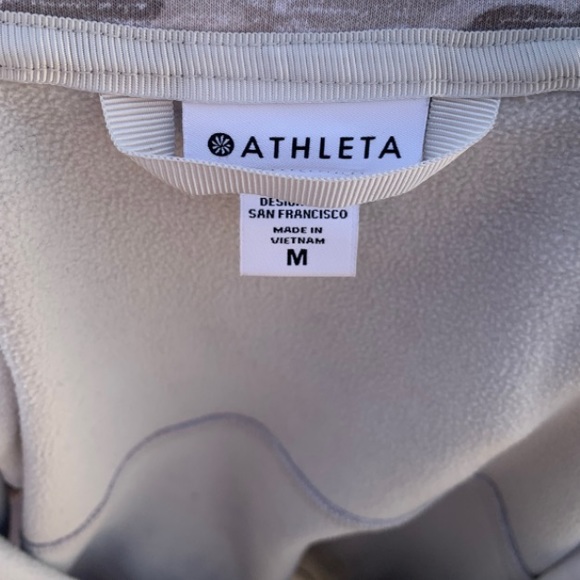 ATHLETA
SAN FRANCISCO
MADE IN
VIETNAM
M